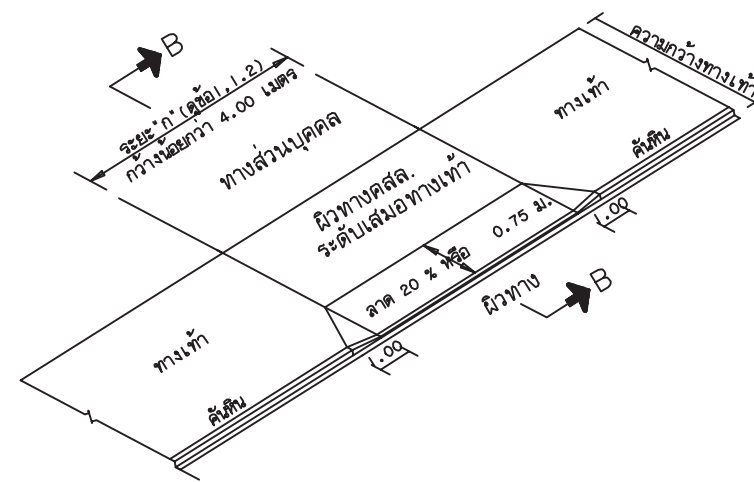 B
ความกว้างทางเท้า
ระยะ"ก" (ดูข้อ1,1.2)
กว้างน้อยกว่า 4.00 เมตร
ทางส่วนบุคคล
ทางเท้า
คันหิน
ผิวทางคสล.
ระดับเสมอทางเท้า
1.00
ลาด 20 % หรือ 0.75 ม.
ผิวทาง
B
ทางเท้า
1.00
คันหิน